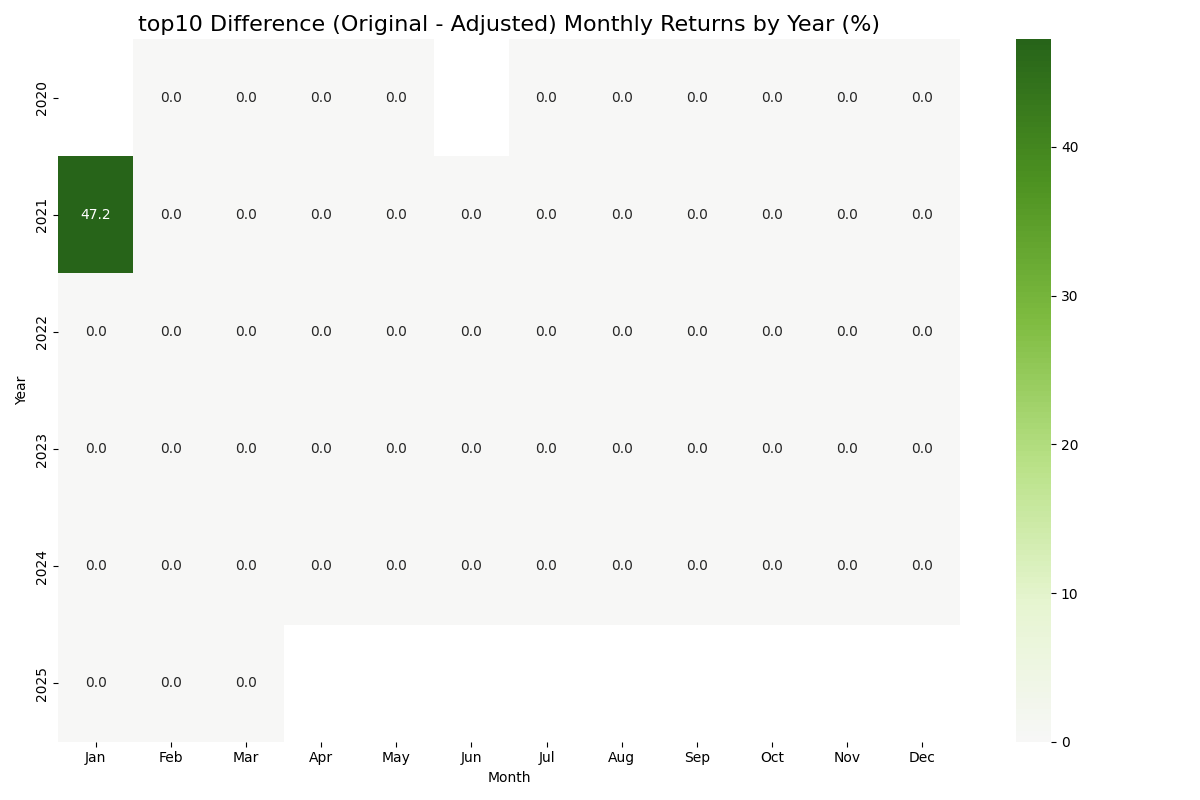 top10 Difference (Original - Adjusted) Monthly Returns by Year (%)
2020 0.0 0.0 0.0 0.0 0.0 0.0 0.0 0.0 0.0 0.0
2021 47.2 0.0 0.0 0.0 0.0 0.0 0.0 0.0 0.0 0.0 0.0 0.0
2022 0.0 0.0 0.0 0.0 0.0 0.0 0.0 0.0 0.0 0.0 0.0 0.0
2023 0.0 0.0 0.0 0.0 0.0 0.0 0.0 0.0 0.0 0.0 0.0 0.0
2024 0.0 0.0 0.0 0.0 0.0 0.0 0.0 0.0 0.0 0.0 0.0 0.0
2025 0.0 0.0 0.0
Year
Jan Feb Mar Apr May Jun Jul Aug Sep Oct Nov Dec
Month
40
30
20
10
0